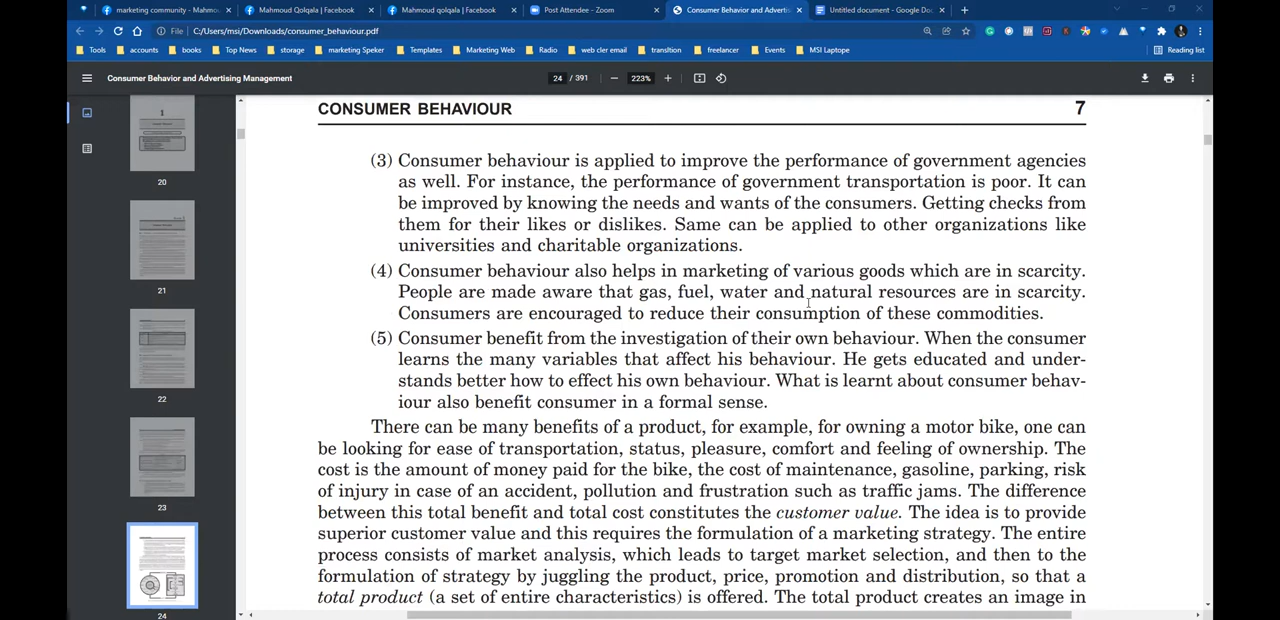 marketing community - Mahmo
Mahmoud Qolqala | Facebook
Mahmoud qolqala | Facebook
Post Attendee - Zoom
Consumer Behavior and Advertisi
Untitled document - Google Doc
File
C:/Users/msi/Downloads/consumer_behaviour.pdf
Tools
accounts
books
Top News
storage
marketing Speker
Templates
Marketing Web
Radio
web cler email
transltion
freelancer
Events
MSI Laptope
Reading list
Consumer Behavior and Advertising Management
24 / 391
223%
20
21
22
23
24
CONSUMER BEHAVIOUR 7
(3) Consumer behaviour is applied to improve the performance of government agencies
as well. For instance, the performance of government transportation is poor. It can
be improved by knowing the needs and wants of the consumers. Getting checks from
them for their likes or dislikes. Same can be applied to other organizations like
universities and charitable organizations.
(4) Consumer behaviour also helps in marketing of various goods which are in scarcity.
People are made aware that gas, fuel, water and natural resources are in scarcity.
Consumers are encouraged to reduce their consumption of these commodities.
(5) Consumer benefit from the investigation of their own behaviour. When the consumer
learns the many variables that affect his behaviour. He gets educated and under-
stands better how to effect his own behaviour. What is learnt about consumer behav-
iour also benefit consumer in a formal sense.
There can be many benefits of a product, for example, for owning a motor bike, one can
be looking for ease of transportation, status, pleasure, comfort and feeling of ownership. The
cost is the amount of money paid for the bike, the cost of maintenance, gasoline, parking, risk
of injury in case of an accident, pollution and frustration such as traffic jams. The difference
between this total benefit and total cost constitutes the customer value. The idea is to provide
superior customer value and this requires the formulation of a marketing strategy. The entire
process consists of market analysis, which leads to target market selection, and then to the
formulation of strategy by juggling the product, price, promotion and distribution, so that a
total product (a set of entire characteristics) is offered. The total product creates an image in